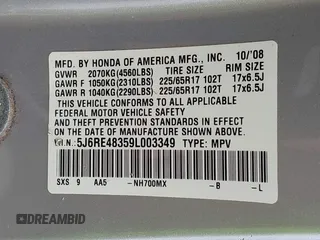 MFD. BY HONDA OF AMERICA MFG., INC. 10/'08
GVWR 2070KG(4560LBS) TIRE SIZE RIM SIZE
GAWR F 1050KG(2310LBS) 225/65R17 102T 17x6.5J
GAWR R 1040KG(2290LBS) 225/65R17 102T 17x6.5J
THIS VEHICLE CONFORMS TO ALL APPLICABLE
FEDERAL MOTOR VEHICLE SAFETY AND
THEFT PREVENTION STANDARDS IN EFFECT ON
THE DATE OF MANUFACTURE SHOWN ABOVE.
V.I.N.: 5J6RE48359L003349 TYPE: MPV
SXS 9 AA5 -NH700MX -B -L
DREAMBID